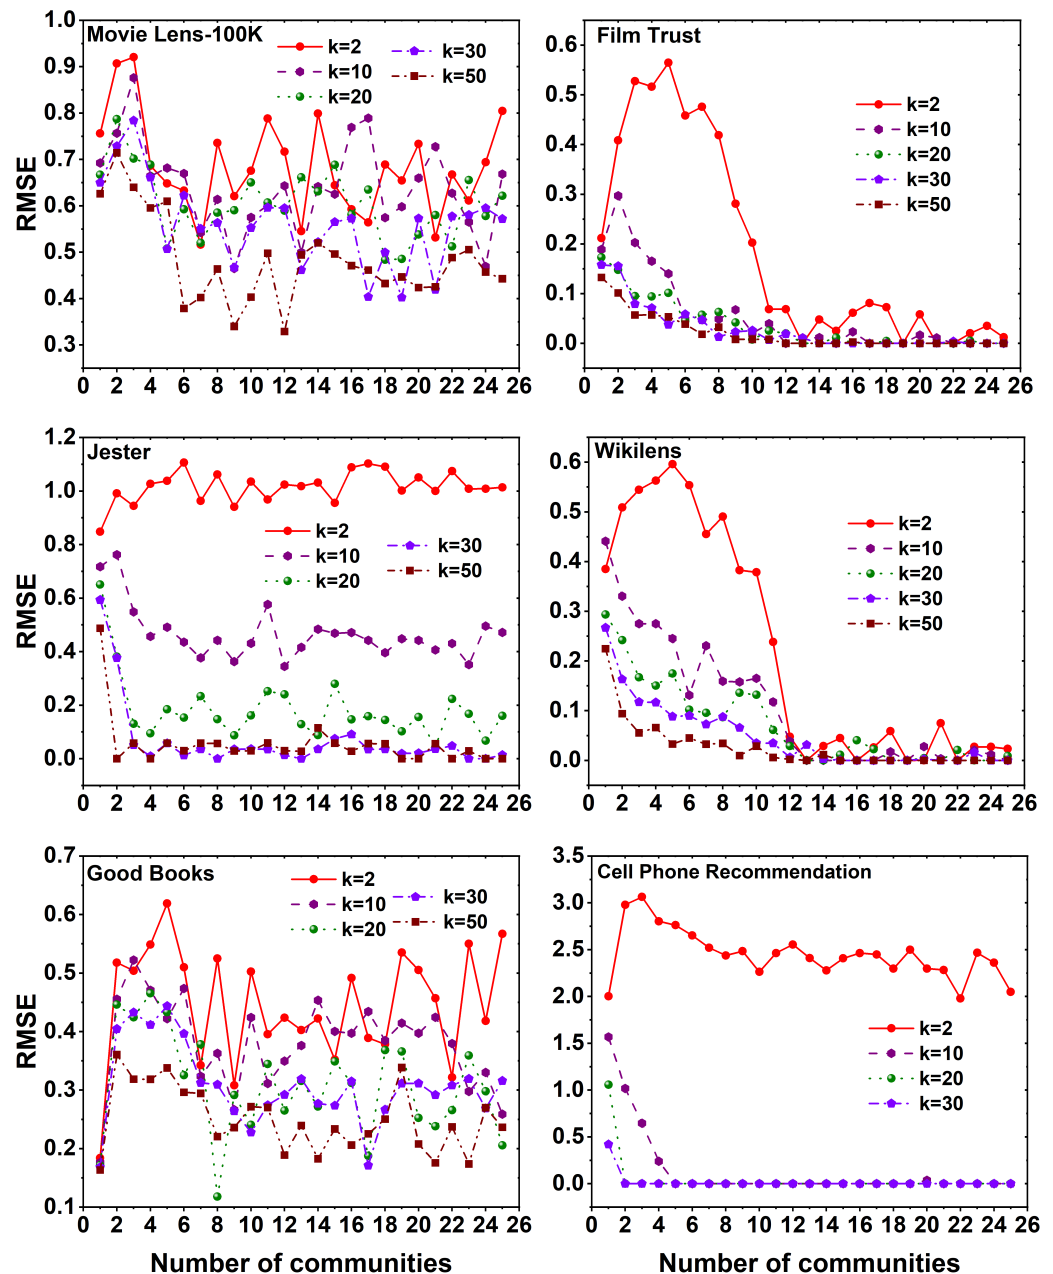 Movie Lens-100K
k=2
k=10
k=20
k=30
k=50
RMSE
1.0
0.9
0.8
0.7
0.6
0.5
0.4
0.3
0 2 4 6 8 10 12 14 16 18 20 22 24 26
Film Trust
k=2
k=10
k=20
k=30
k=50
0.6
0.5
0.4
0.3
0.2
0.1
0.0
0 2 4 6 8 10 12 14 16 18 20 22 24 26
Jester
k=2
k=10
k=20
k=30
k=50
RMSE
1.2
1.0
0.8
0.6
0.4
0.2
0.0
0 2 4 6 8 10 12 14 16 18 20 22 24 26
Wikilens
k=2
k=10
k=20
k=30
k=50
0.6
0.5
0.4
0.3
0.2
0.1
0.0
0 2 4 6 8 10 12 14 16 18 20 22 24 26
Good Books
k=2
k=10
k=20
k=30
k=50
RMSE
0.7
0.6
0.5
0.4
0.3
0.2
0.1
0 2 4 6 8 10 12 14 16 18 20 22 24 26
Number of communities
Cell Phone Recommendation
k=2
k=10
k=20
k=30
3.5
3.0
2.5
2.0
1.5
1.0
0.5
0.0
0 2 4 6 8 10 12 14 16 18 20 22 24 26
Number of communities